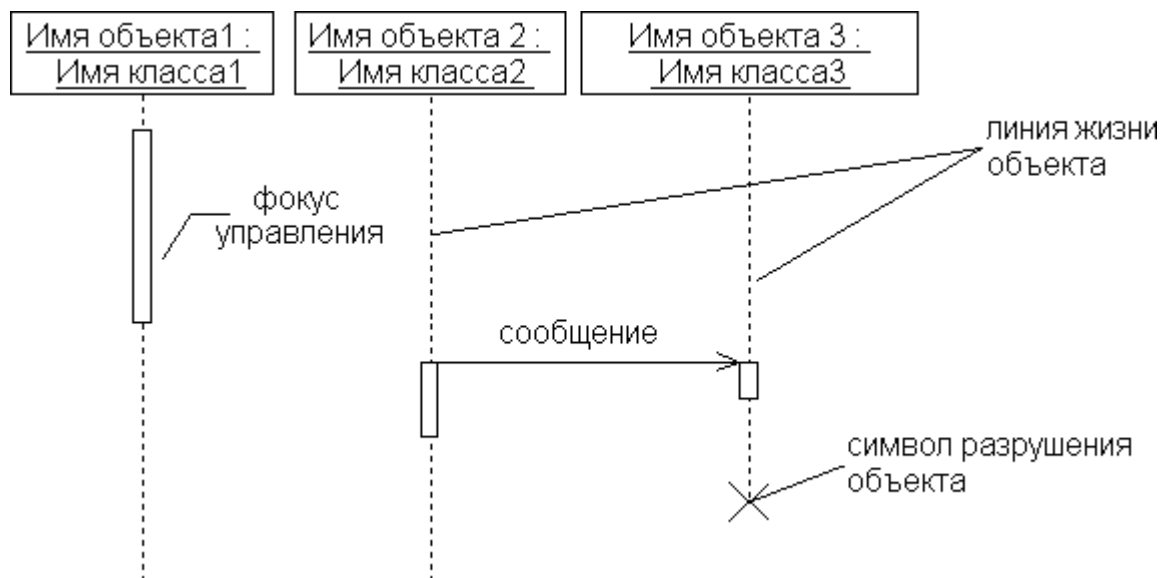 Имя объекта1 :
Имя класса1
Имя объекта 2 :
Имя класса2
Имя объекта 3 :
Имя класса3
линия жизни
объекта
фокус
управления
сообщение
символ разрушения
объекта